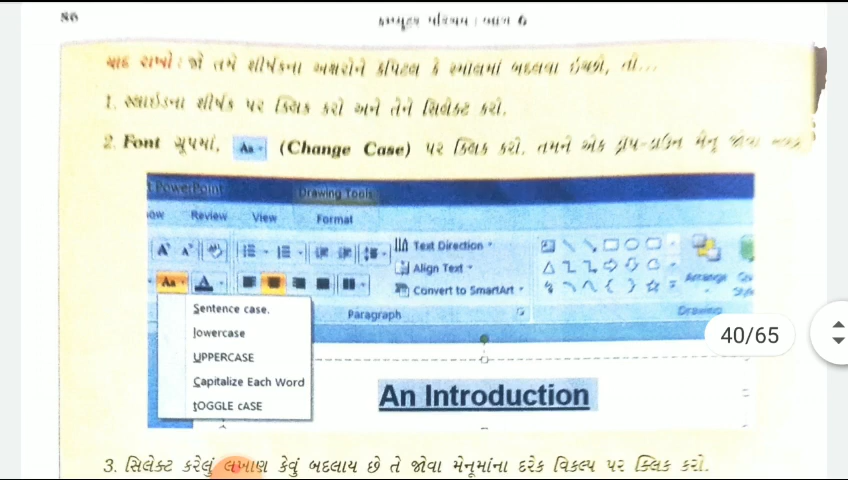 86
કમ્પ્યુટર પરિચય : ભાગ 6
યાદ રાખો : જો તમે શીર્ષકના અક્ષરોને કૅપિટલ કે સ્મૉલમાં બદલવા ઇચ્છો, તો...
1. સ્લાઇડના શીર્ષક પર ક્લિક કરો અને તેને સિલેક્ટ કરો.
2. Font ગ્રૂપમાં, Aa (Change Case) પર ક્લિક કરો. તમને એક ડ્રૉપ-ડાઉન મેનૂ જોવા
t PowerPoint
Drawing Tools
ow Review View Format
Text Direction
Aa A Align Text
Convert to SmartArt
Arrange
Paragraph
Drawing
Sentence case.
lowercase
UPPERCASE
Capitalize Each Word
tOGGLE cASE
40/65
An Introduction
3. સિલેક્ટ કરેલું લખાણ કેવું બદલાય છે તે જોવા મેનૂમાંના દરેક વિકલ્પ પર ક્લિક કરો.